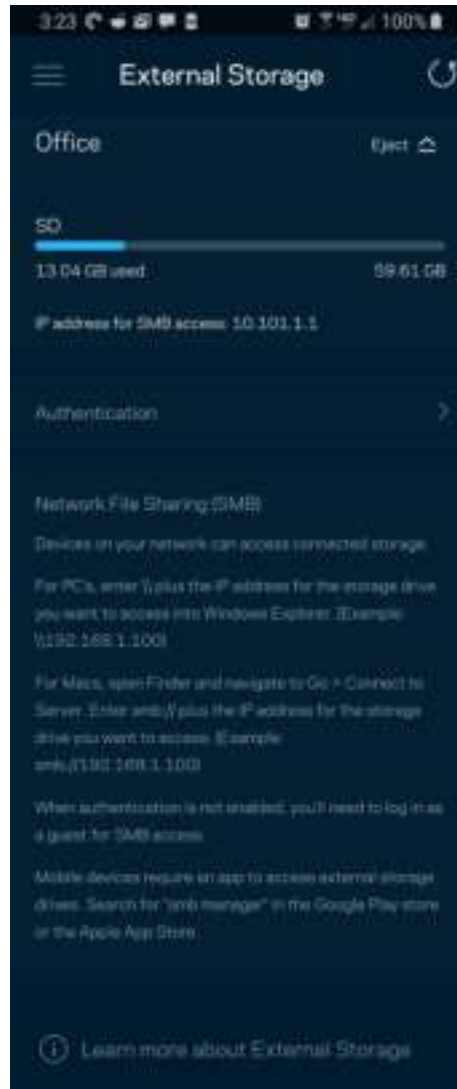 3:23 100%
External Storage
Office Eject
SD
13.04 GB used 59.61 GB
IP address for SMB access: 10.101.1.1
Authentication
Network File Sharing (SMB)
Devices on your network can access connected storage.
For PCs, enter \\ plus the IP address for the storage drive
you want to access into Windows Explorer. (Example:
\\192.168.1.100)
For Macs, open Finder and navigate to Go > Connect to
Server. Enter smb:// plus the IP address for the storage
drive you want to access. (Example:
smb://192.168.1.100)
When authentication is not enabled, you'll need to log in as
a guest for SMB access.
Mobile devices require an app to access external storage
drives. Search for "smb manager" in the Google Play store
or the Apple App Store.
Learn more about External Storage